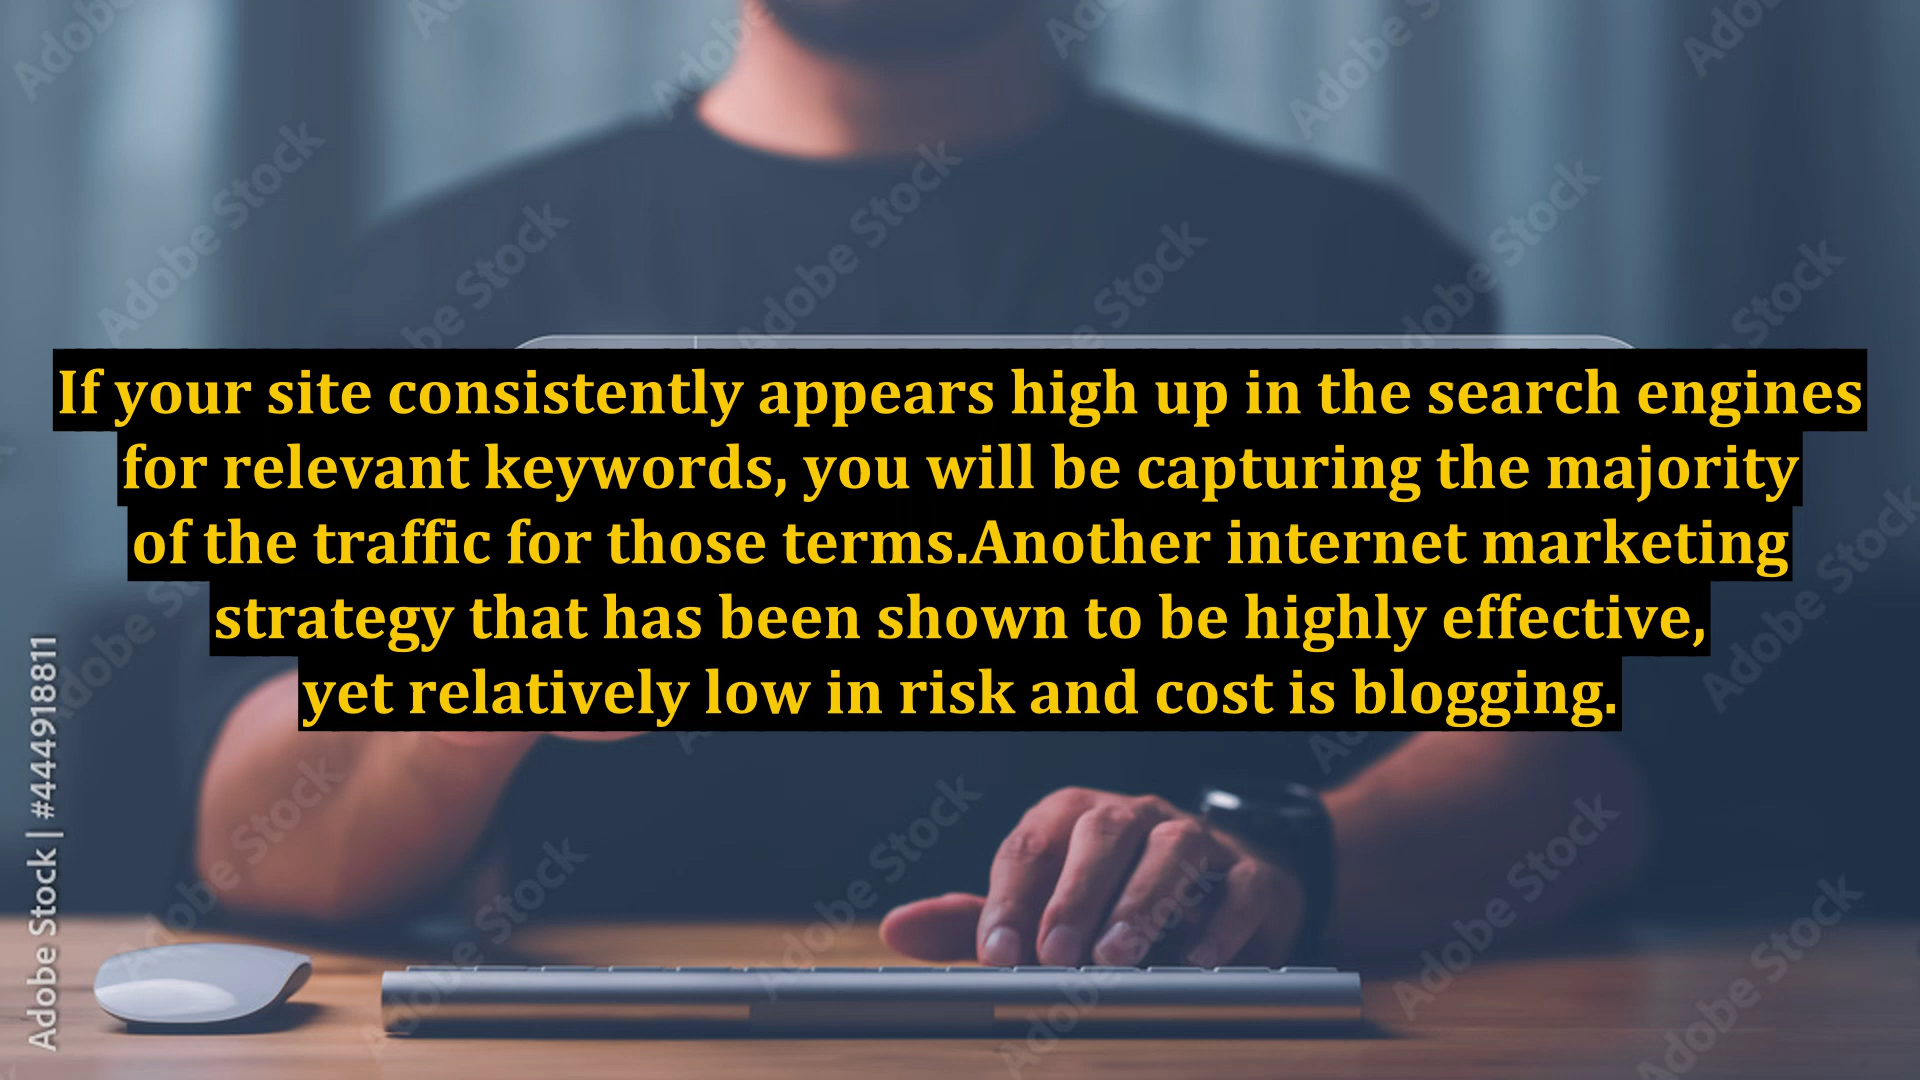 If your site consistently appears high up in the search engines
for relevant keywords, you will be capturing the majority
of the traffic for those terms.Another internet marketing
strategy that has been shown to be highly effective,
yet relatively low in risk and cost is blogging.
Adobe Stock | #444918811